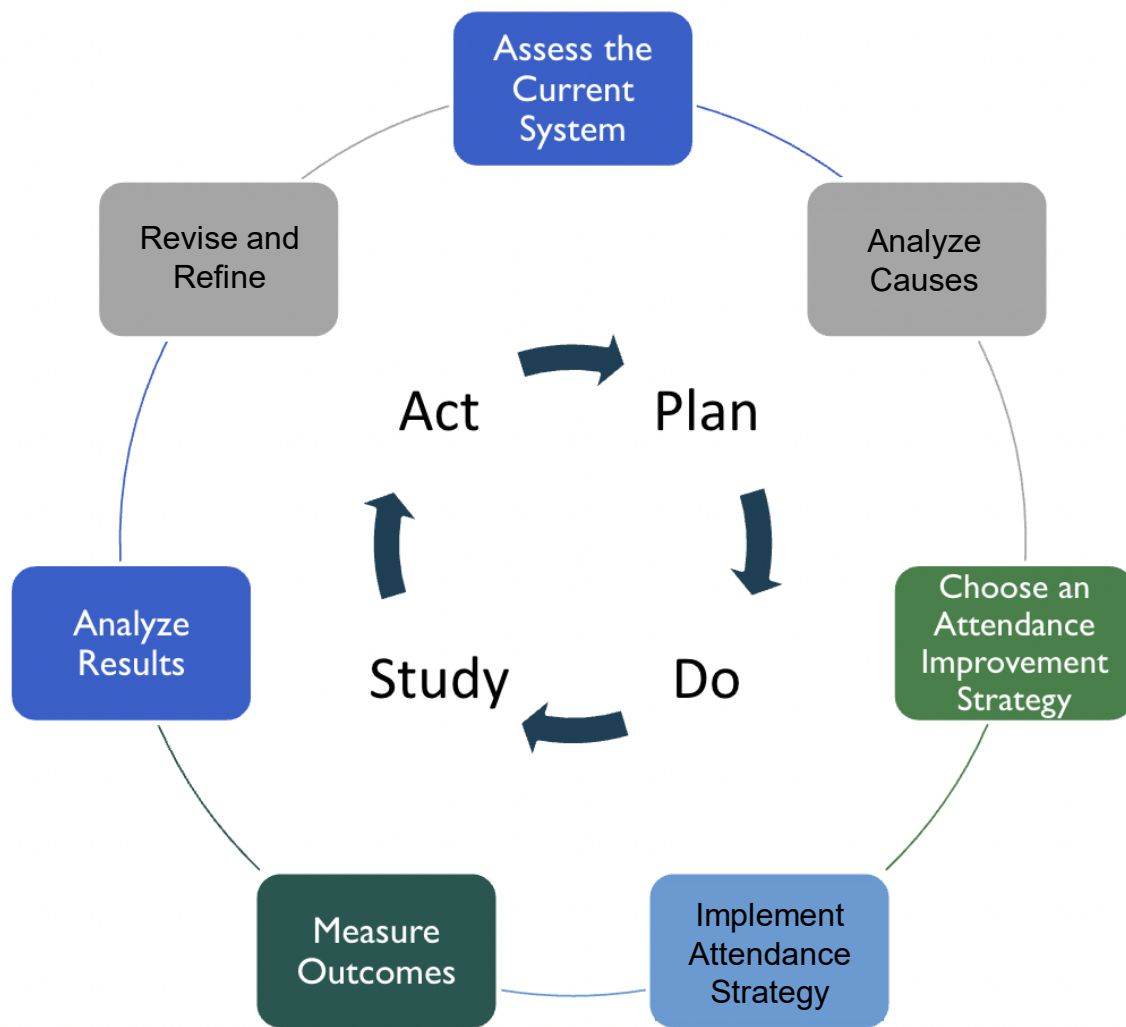 Assess the
Current
System
Analyze
Causes
Choose an
Attendance
Improvement
Strategy
Implement
Attendance
Strategy
Measure
Outcomes
Analyze
Results
Revise and
Refine
Act
Plan
Do
Study